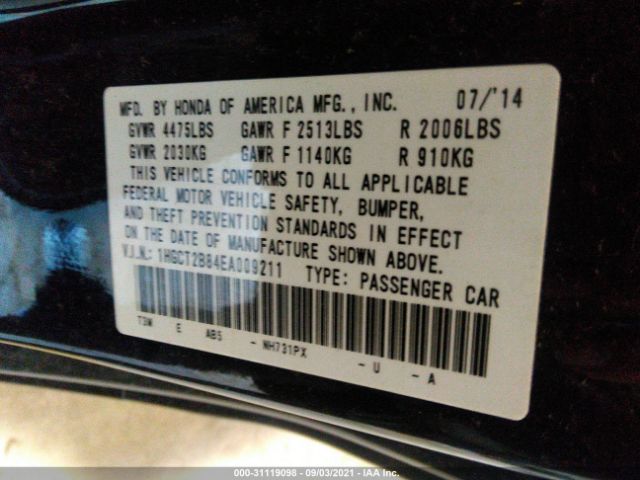 MFD. BY HONDA OF AMERICA MFG., INC. 07/'14
GVWR 4475LBS GAWR F 2513LBS R 2006LBS
GVWR 2030KG GAWR F 1140KG R 910KG
THIS VEHICLE CONFORMS TO ALL APPLICABLE
FEDERAL MOTOR VEHICLE SAFETY, BUMPER,
AND THEFT PREVENTION STANDARDS IN EFFECT
ON THE DATE OF MANUFACTURE SHOWN ABOVE.
V.I.N.: 1HGCT2B84EA009211 TYPE: PASSENGER CAR
T3W E AB5 - NH731PX - U - A
000-31119098 - 09/03/2021 - IAA Inc.